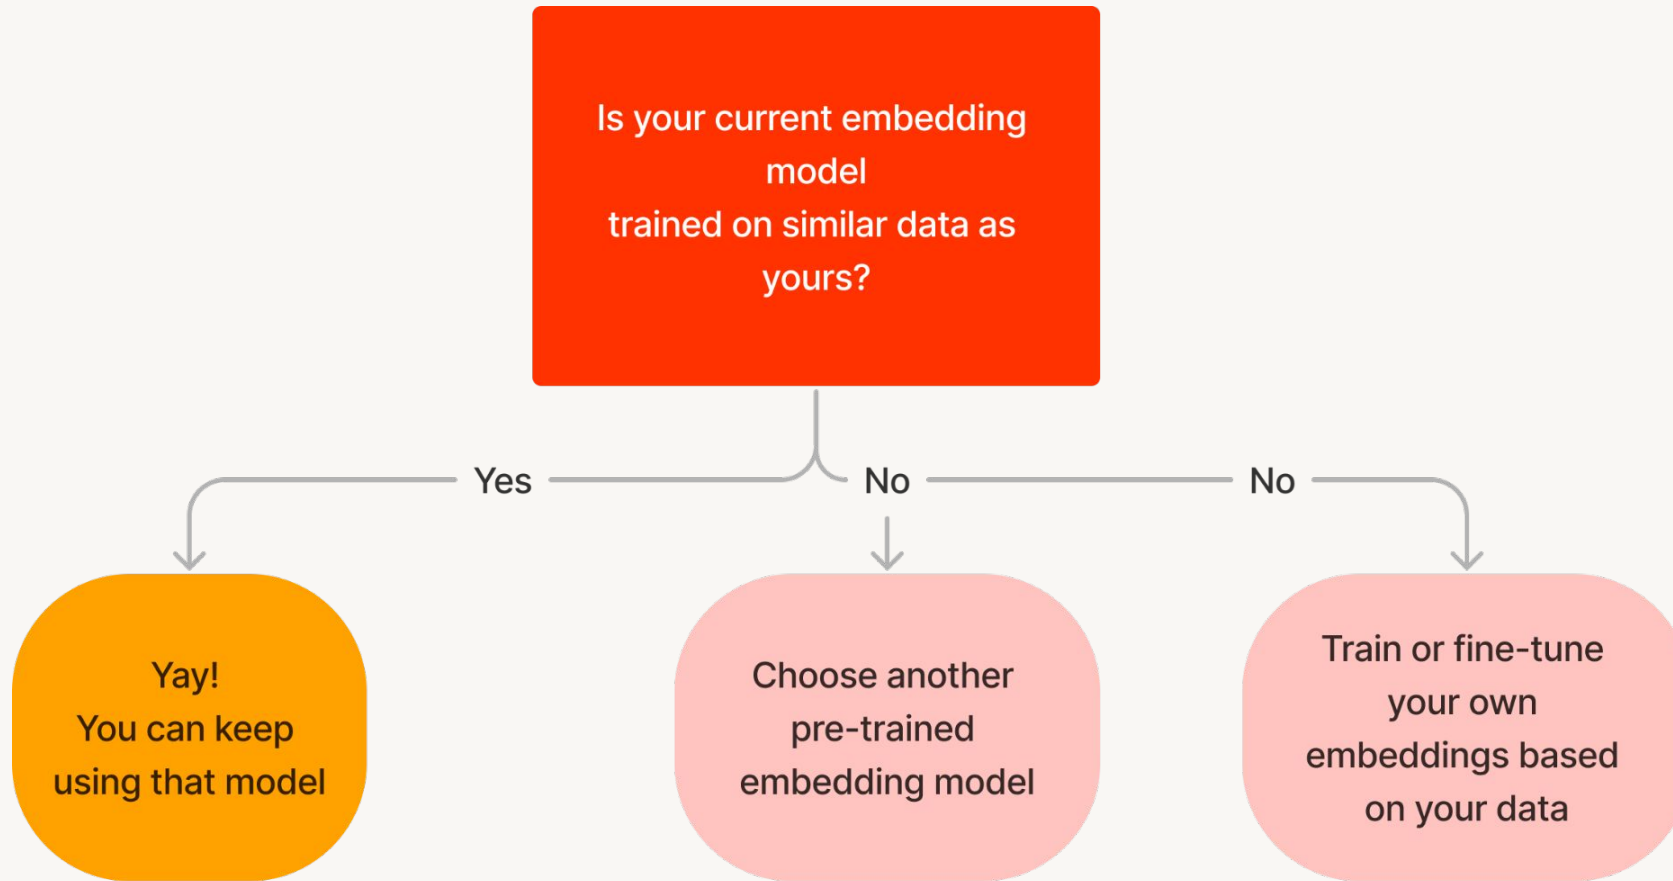 Is your current embedding
model
trained on similar data as
yours?
Yes
No
No
Yay!
You can keep
using that model
Choose another
pre-trained
embedding model
Train or fine-tune
your own
embeddings based
on your data